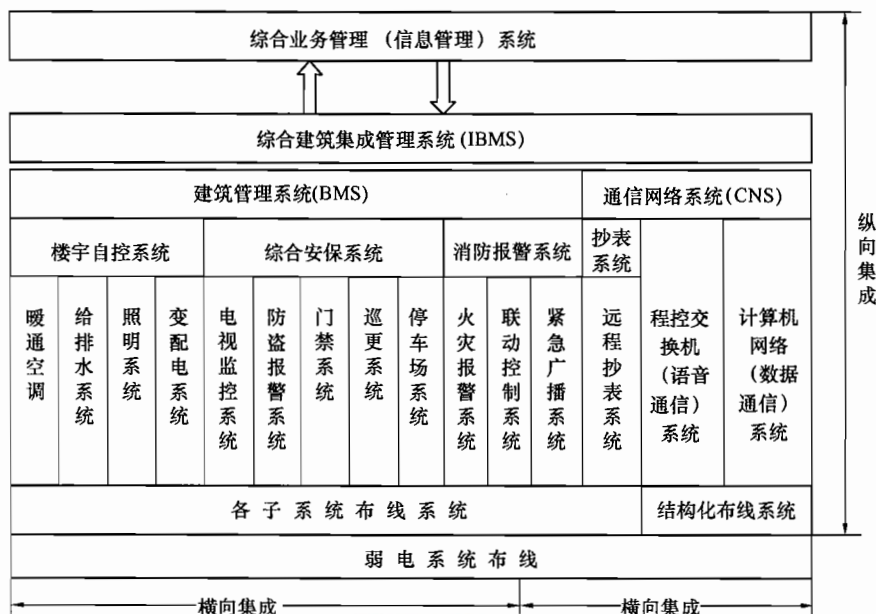 综合业务管理（信息管理）系统
综合建筑集成管理系统(IBMS)
建筑管理系统(BMS)
通信网络系统(CNS)
楼宇自控系统
综合安保系统
消防报警系统
抄表
系统
暖通空调
给排水系统
照明系统
变配电系统
电视监控系统
防盗报警系统
门禁系统
巡更系统
停车场系统
火灾报警系统
联动控制系统
紧急广播系统
远程抄表系统
程控交
换机
（语音
通信）
系统
计算机
网络
（数据
通信）
系统
各子系统布线系统
结构化布线系统
弱电系统布线
横向集成
横向集成
纵向集成